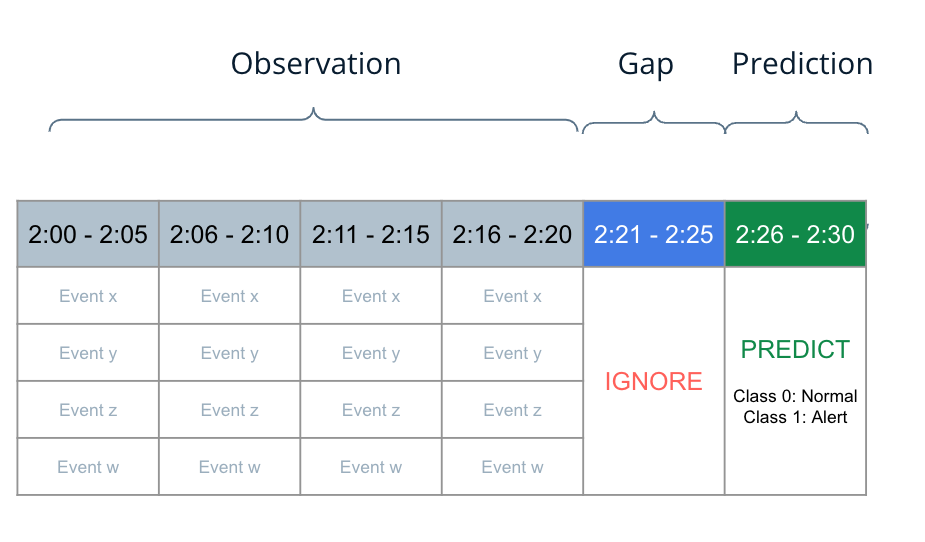 Observation Gap Prediction
2:00 - 2:05 2:06 - 2:10 2:11 - 2:15 2:16 - 2:20 2:21 - 2:25 2:26 - 2:30
Event x Event x Event x Event x
Event y Event y Event y Event y
Event z Event z Event z Event z
Event w Event w Event w Event w
IGNORE
PREDICT
Class 0: Normal
Class 1: Alert